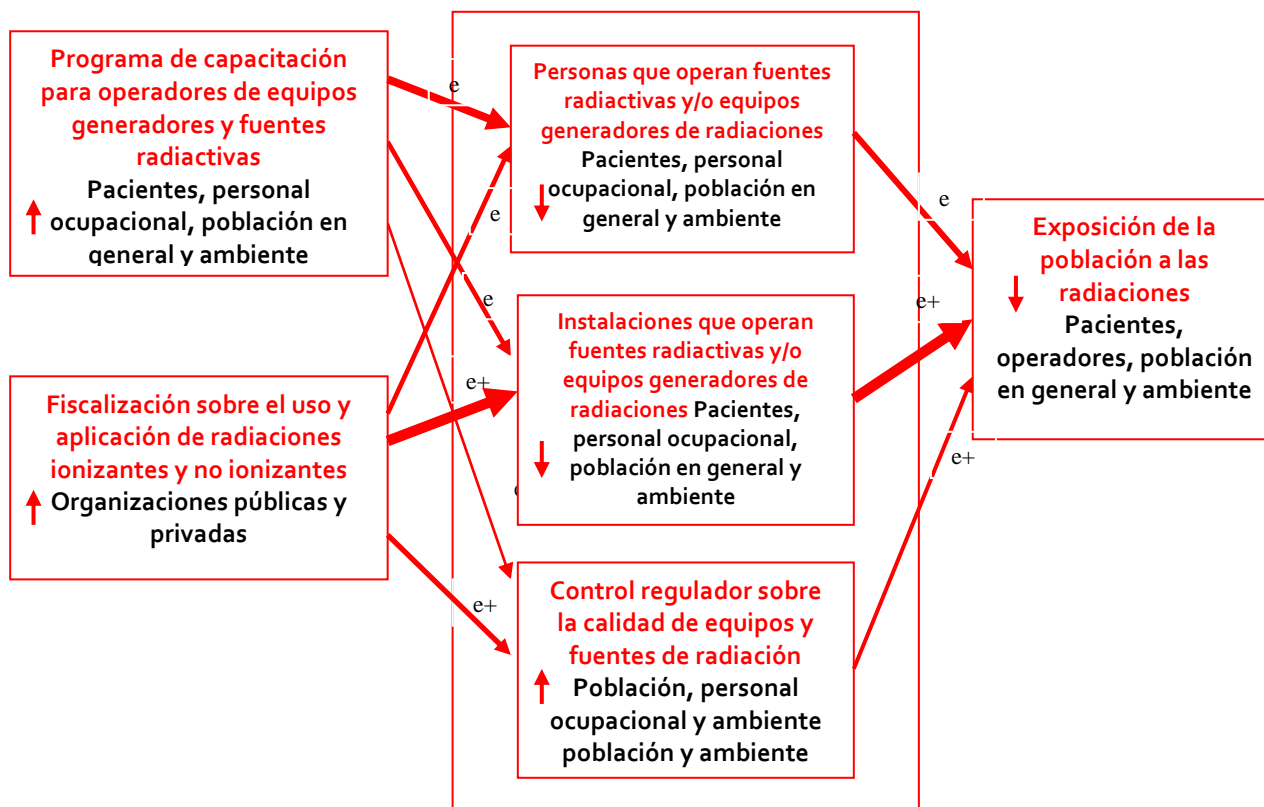 Programa de capacitación
para operadores de equipos
generadores y fuentes
radiactivas
Pacientes, personal
ocupacional, población en
general y ambiente
Fiscalización sobre el uso y
aplicación de radiaciones
ionizantes y no ionizantes
Organizaciones públicas y
privadas
e
e
e
e+
e+
Personas que operan fuentes
radiactivas y/o equipos
generadores de radiaciones
Pacientes, personal
ocupacional, población en
general y ambiente
Instalaciones que operan
fuentes radiactivas y/o
equipos generadores de
radiaciones Pacientes,
personal ocupacional,
población en general y
ambiente
Control regulador sobre
la calidad de equipos y
fuentes de radiación
Población, personal
ocupacional y ambiente
población y ambiente
e
e+
e+
Exposición de la
población a las
radiaciones
Pacientes,
operadores, población
en general y ambiente